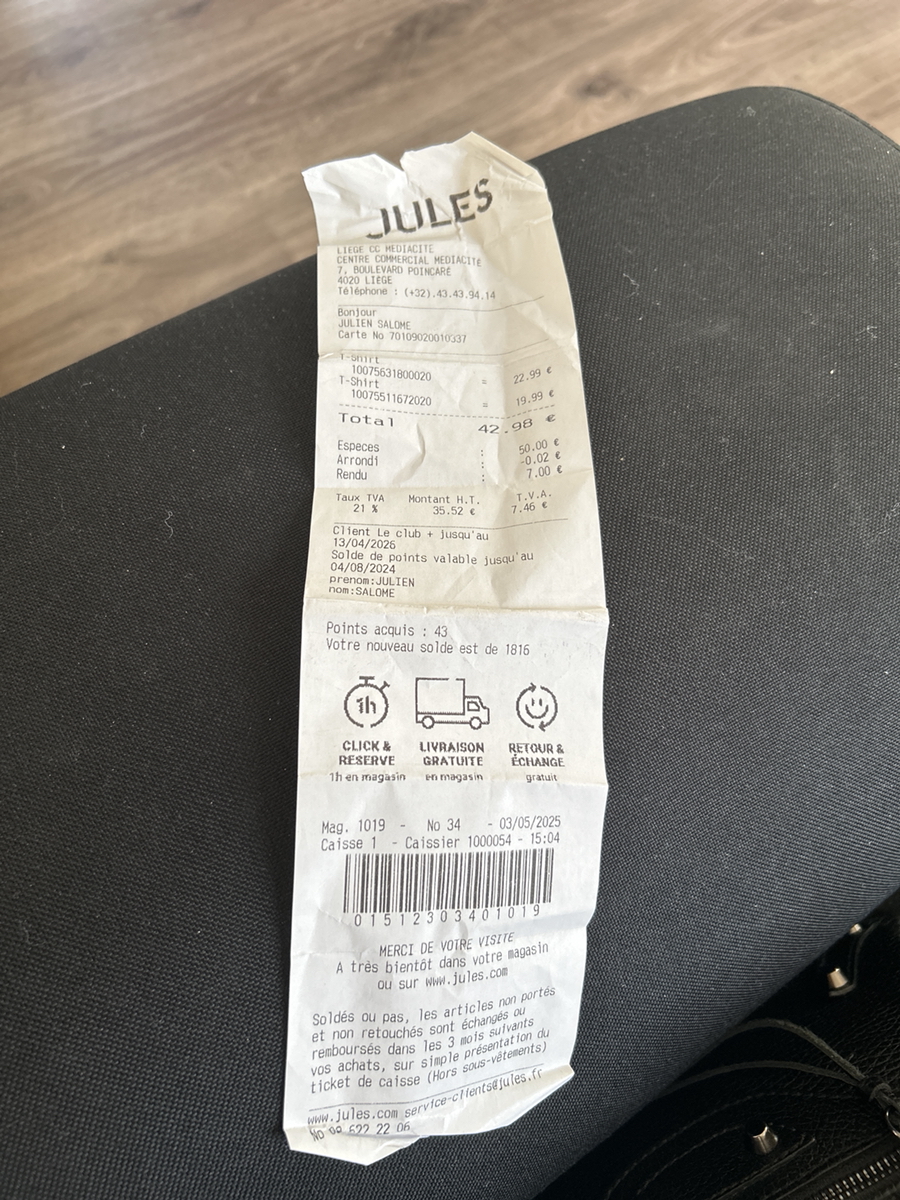 JULES
LIEGE CC MEDIACITE
CENTRE COMMERCIAL MEDIACITE
7, BOULEVARD POINCARÉ
4020 LIÈGE
Téléphone : (+32).43.43.94.14
Bonjour
JULIEN SALOME
Carte No 70109020010337
T-Shirt
10075631800020 = 22.99 €
T-Shirt
10075511672020 = 19.99 €
Total 42.98 €
Especes : 50.00 €
Arrondi : -0.02 €
Rendu : 7.00 €
Taux TVA Montant H.T. T.V.A.
21 % 35.52 € 7.46 €
Client Le club + jusqu'au
13/04/2026
Solde de points valable jusqu'au
04/08/2024
prenom:JULIEN
nom:SALOME
Points acquis : 43
Votre nouveau solde est de 1816
1h
CLICK & RESERVE
1h en magasin
LIVRAISON GRATUITE
en magasin
RETOUR & ÉCHANGE
gratuit
Mag. 1019 - No 34 - 03/05/2025
Caisse 1 - Caissier 1000054 - 15:04
01512303401019
MERCI DE VOTRE VISITE
A très bientôt dans votre magasin
ou sur www.jules.com
Soldés ou pas, les articles non portés
et non retouchés sont échangés ou
remboursés dans les 3 mois suivants
vos achats, sur simple présentation du
ticket de caisse (Hors sous-vêtements)
www.jules.com service-clients@jules.fr
No 09 622 22 06